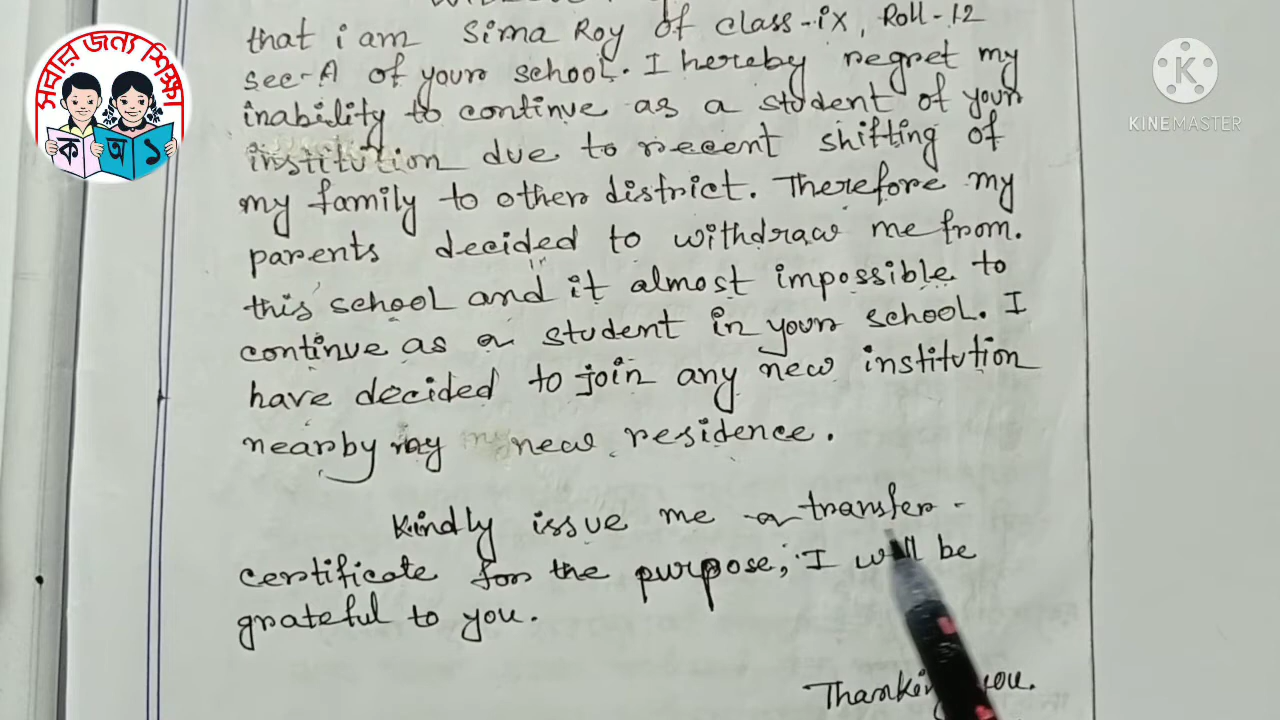 সবার জন্য শিক্ষা
ক অ ১
KINEMASTER
that i am Sima Roy of class-ix, Roll-12
sec-A of your school. I hereby regret my
inability to continue as a student of your
institution due to recent shifting of
my family to other district. Therefore my
parents decided to withdraw me from.
this school and it almost impossible to
continue as a student in your school. I
have decided to join any new institution
nearby my new residence.
Kindly issue me a transfer-
certificate for the purpose; I will be
grateful to you.
Thanking you.